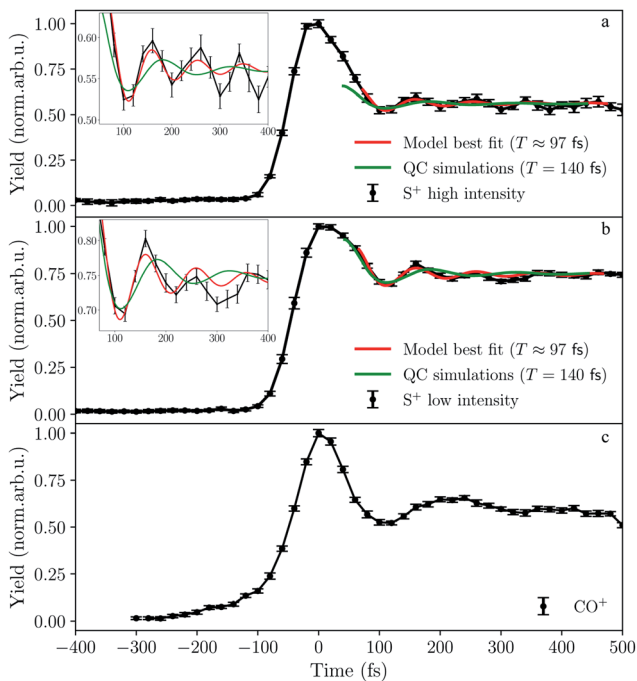 a
1.00
0.75
0.50
0.25
0.00
Yield (norm.arb.u.)
0.60
0.55
0.50
100 200 300 400
Model best fit (T ≈ 97 fs)
QC simulations (T = 140 fs)
S⁺ high intensity
b
1.00
0.75
0.50
0.25
0.00
Yield (norm.arb.u.)
0.80
0.75
0.70
100 200 300 400
Model best fit (T ≈ 97 fs)
QC simulations (T = 140 fs)
S⁺ low intensity
c
1.00
0.75
0.50
0.25
0.00
Yield (norm.arb.u.)
CO⁺
−400 −300 −200 −100 0 100 200 300 400 500
Time (fs)